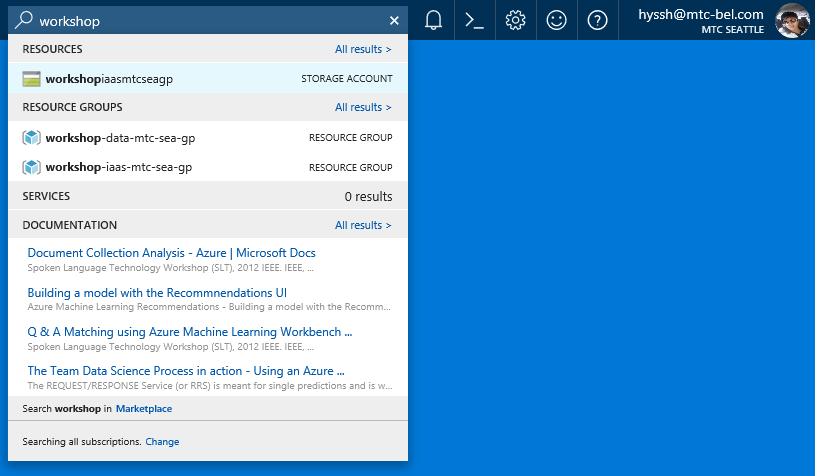 workshop
hyssh@mtc-bel.com
MTC SEATTLE
RESOURCES All results >
workshopiaasmtcseagp STORAGE ACCOUNT
RESOURCE GROUPS All results >
workshop-data-mtc-sea-gp RESOURCE GROUP
workshop-iaas-mtc-sea-gp RESOURCE GROUP
SERVICES 0 results
DOCUMENTATION All results >
Document Collection Analysis - Azure | Microsoft Docs
Spoken Language Technology Workshop (SLT), 2012 IEEE. IEEE, ...
Building a model with the Recommnendations UI
Azure Machine Learning Recommendations - Building a model with the Recomm...
Q & A Matching using Azure Machine Learning Workbench ...
Spoken Language Technology Workshop (SLT), 2012 IEEE. IEEE, ...
The Team Data Science Process in action - Using an Azure ...
The REQUEST/RESPONSE Service (or RRS) is meant for single predictions and is w...
Search workshop in Marketplace
Searching all subscriptions. Change